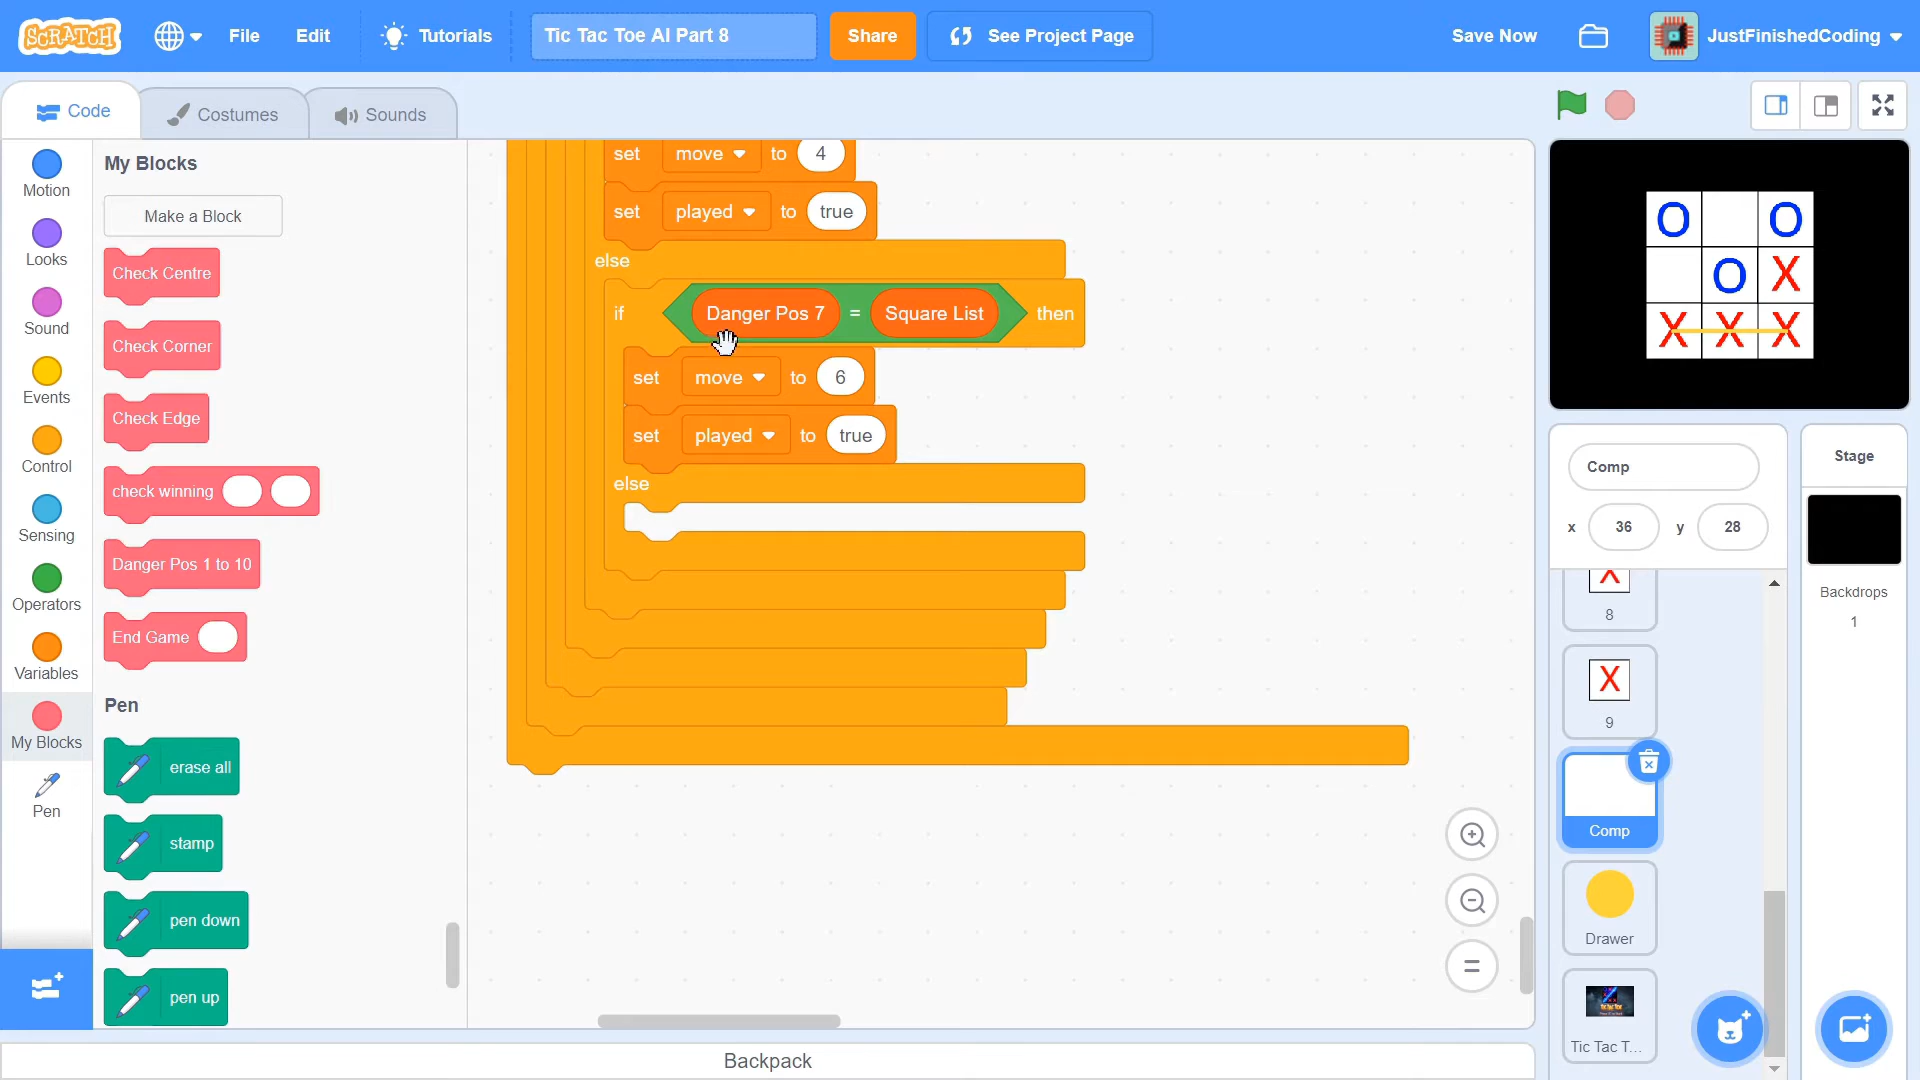 SCRATCH
File
Edit
Tutorials
Tic Tac Toe AI Part 8
Share
See Project Page
Save Now
JustFinishedCoding
Code
Costumes
Sounds
Motion
Looks
Sound
Events
Control
Sensing
Operators
Variables
My Blocks
Pen
My Blocks
Make a Block
Check Centre
Check Corner
Check Edge
check winning
Danger Pos 1 to 10
End Game
Pen
erase all
stamp
pen down
pen up
set move to 4
set played to true
else
if Danger Pos 7 = Square List then
set move to 6
set played to true
else
O O
O X
X X X
Comp
x 36 y 28
X
8
X
9
Comp
Drawer
Tic Tac T...
Stage
Backdrops
1
Backpack